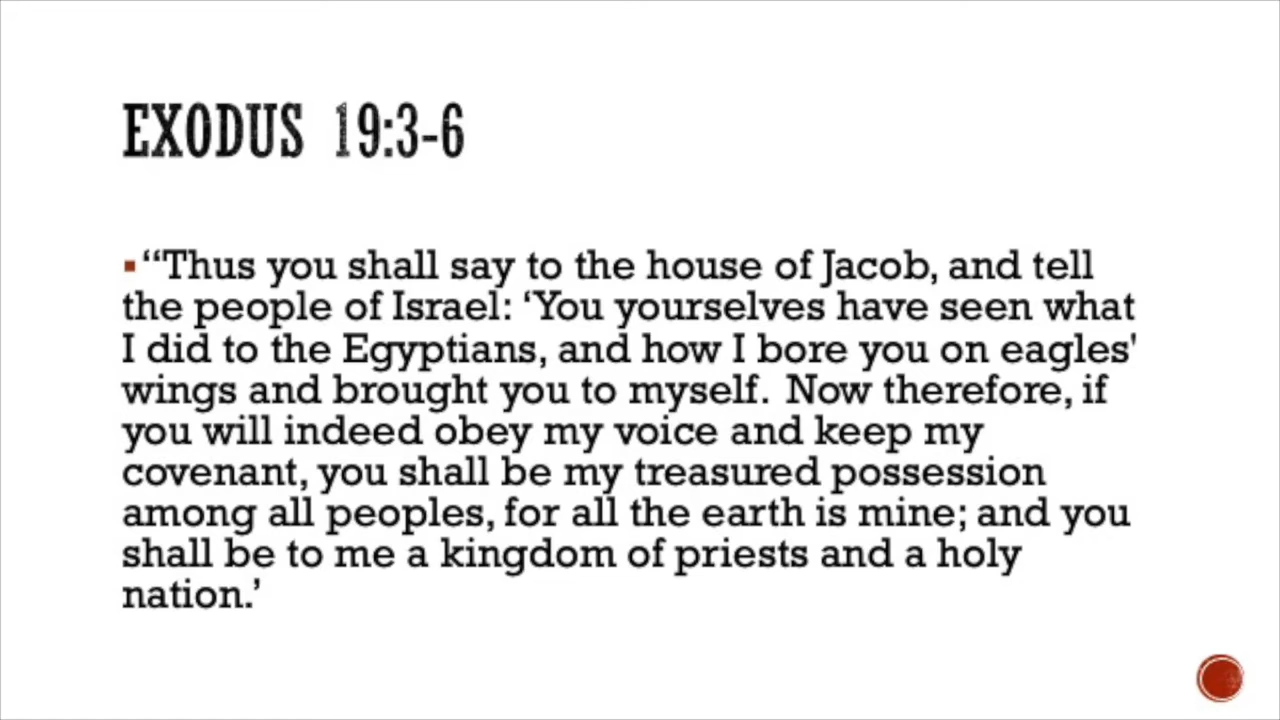 EXODUS 19:3-6
▪“Thus you shall say to the house of Jacob, and tell
the people of Israel: ‘You yourselves have seen what
I did to the Egyptians, and how I bore you on eagles'
wings and brought you to myself.  Now therefore, if
you will indeed obey my voice and keep my
covenant, you shall be my treasured possession
among all peoples, for all the earth is mine; and you
shall be to me a kingdom of priests and a holy
nation.’